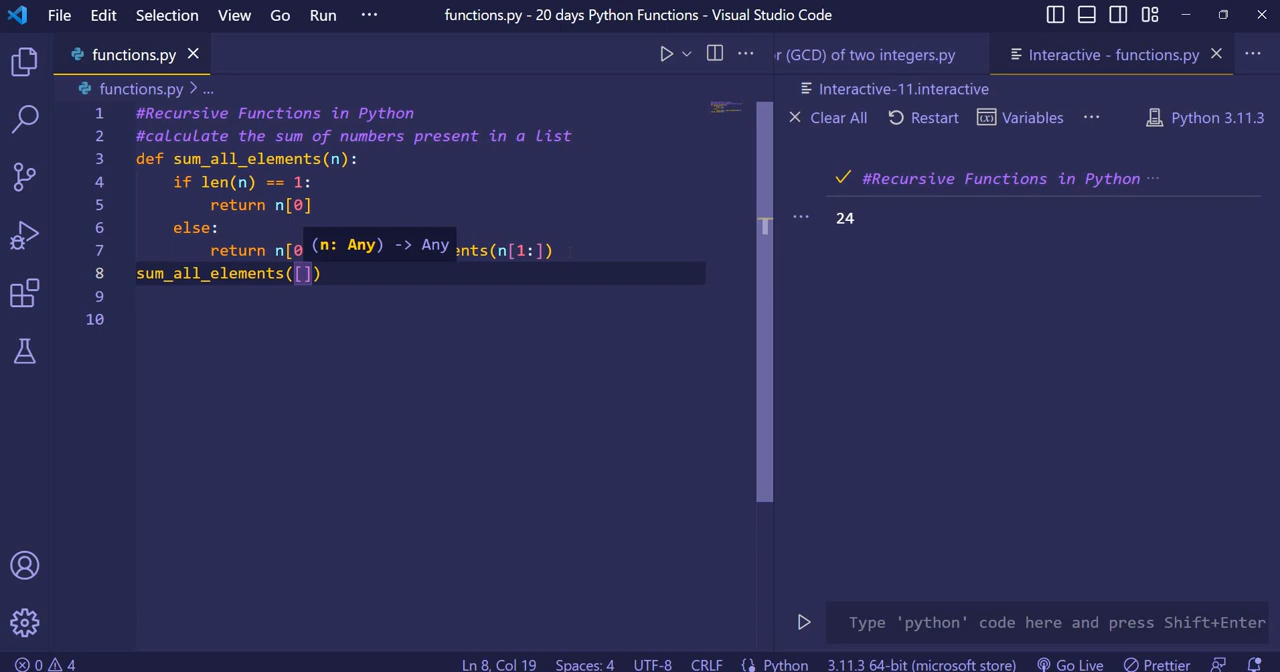 File Edit Selection View Go Run ··· functions.py - 20 days Python Functions - Visual Studio Code
functions.py
r (GCD) of two integers.py
Interactive - functions.py
functions.py > ...
Interactive-11.interactive
Clear All Restart Variables ··· Python 3.11.3
1 #Recursive Functions in Python
2 #calculate the sum of numbers present in a list
3 def sum_all_elements(n):
4 if len(n) == 1:
5 return n[0]
6 else:
7 return n[0 ents(n[1:])
(n: Any) -> Any
8 sum_all_elements([])
9
10
#Recursive Functions in Python ···
24
Type 'python' code here and press Shift+Enter
0 4 Ln 8, Col 19 Spaces: 4 UTF-8 CRLF Python 3.11.3 64-bit (microsoft store) Go Live Prettier